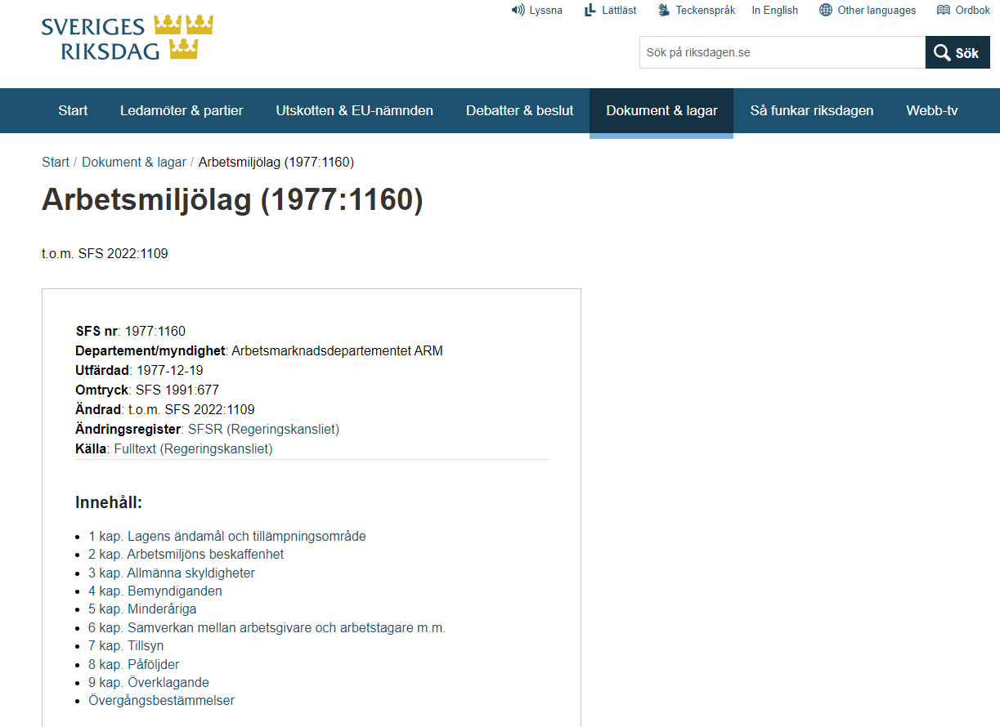 Lyssna Lättläst Teckenspråk In English Other languages Ordbok
SVERIGES
RIKSDAG
Sök på riksdagen.se Sök
Start Ledamöter & partier Utskotten & EU-nämnden Debatter & beslut Dokument & lagar Så funkar riksdagen Webb-tv
Start / Dokument & lagar / Arbetsmiljölag (1977:1160)
Arbetsmiljölag (1977:1160)
t.o.m. SFS 2022:1109
SFS nr: 1977:1160
Departement/myndighet: Arbetsmarknadsdepartementet ARM
Utfärdad: 1977-12-19
Omtryck: SFS 1991:677
Ändrad: t.o.m. SFS 2022:1109
Ändringsregister: SFSR (Regeringskansliet)
Källa: Fulltext (Regeringskansliet)
Innehåll:
• 1 kap. Lagens ändamål och tillämpningsområde
• 2 kap. Arbetsmiljöns beskaffenhet
• 3 kap. Allmänna skyldigheter
• 4 kap. Bemyndiganden
• 5 kap. Minderåriga
• 6 kap. Samverkan mellan arbetsgivare och arbetstagare m.m.
• 7 kap. Tillsyn
• 8 kap. Påföljder
• 9 kap. Överklagande
• Övergångsbestämmelser